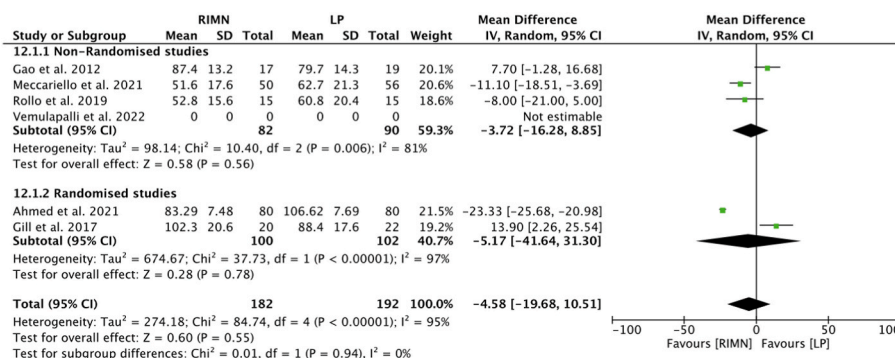 RIMN LP Mean Difference Mean Difference
Study or Subgroup Mean SD Total Mean SD Total Weight IV, Random, 95% CI IV, Random, 95% CI
12.1.1 Non-Randomised studies
Gao et al. 2012 87.4 13.2 17 79.7 14.3 19 20.1% 7.70 [-1.28, 16.68]
Meccariello et al. 2021 51.6 17.6 50 62.7 21.3 56 20.6% -11.10 [-18.51, -3.69]
Rollo et al. 2019 52.8 15.6 15 60.8 20.4 15 18.6% -8.00 [-21.00, 5.00]
Vemulapalli et al. 2022 0 0 0 0 0 0 Not estimable
Subtotal (95% CI) 82 90 59.3% -3.72 [-16.28, 8.85]
Heterogeneity: Tau² = 98.14; Chi² = 10.40, df = 2 (P = 0.006); I² = 81%
Test for overall effect: Z = 0.58 (P = 0.56)
12.1.2 Randomised studies
Ahmed et al. 2021 83.29 7.48 80 106.62 7.69 80 21.5% -23.33 [-25.68, -20.98]
Gill et al. 2017 102.3 20.6 20 88.4 17.6 22 19.2% 13.90 [2.26, 25.54]
Subtotal (95% CI) 100 102 40.7% -5.17 [-41.64, 31.30]
Heterogeneity: Tau² = 674.67; Chi² = 37.73, df = 1 (P < 0.00001); I² = 97%
Test for overall effect: Z = 0.28 (P = 0.78)
Total (95% CI) 182 192 100.0% -4.58 [-19.68, 10.51]
Heterogeneity: Tau² = 274.18; Chi² = 84.74, df = 4 (P < 0.00001); I² = 95%
Test for overall effect: Z = 0.60 (P = 0.55)
Test for subgroup differences: Chi² = 0.01, df = 1 (P = 0.94), I² = 0%
-100 -50 0 50 100
Favours [RIMN] Favours [LP]